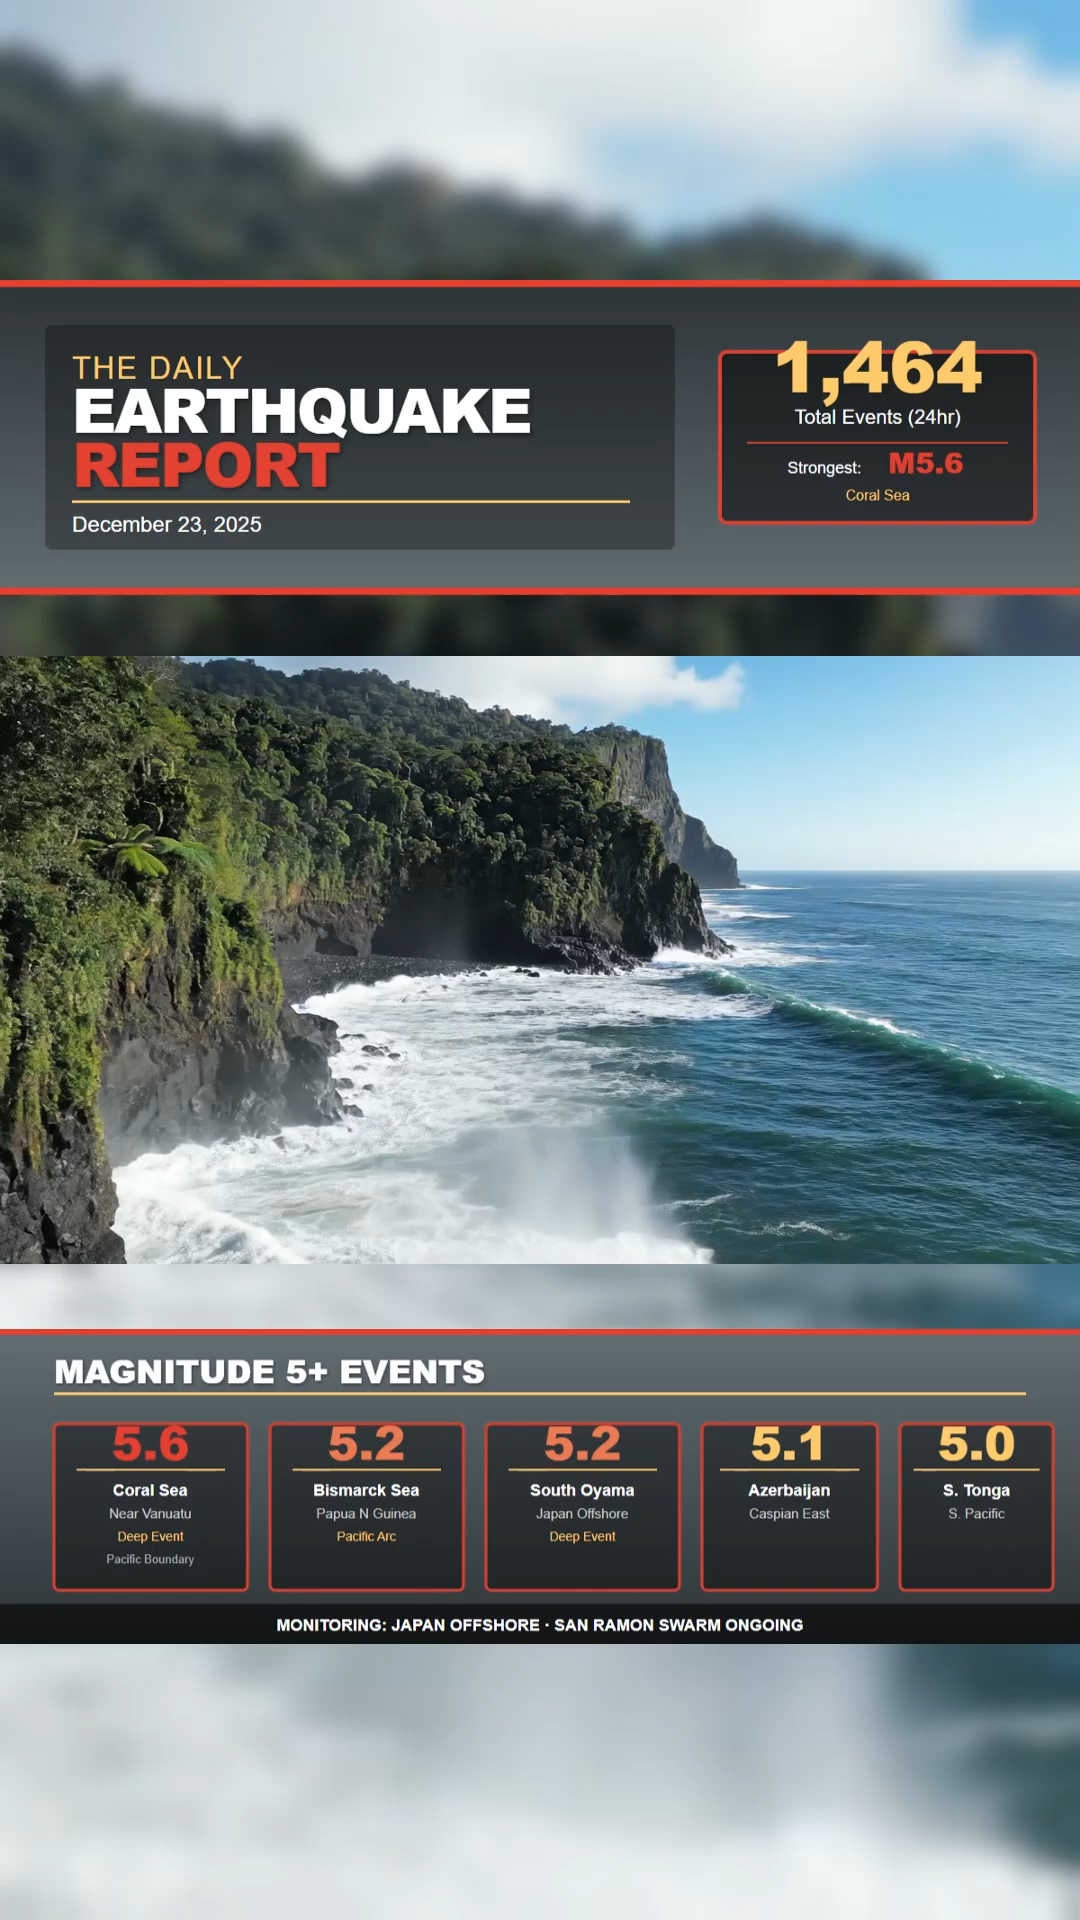 THE DAILY
EARTHQUAKE
REPORT
December 23, 2025
1,464
Total Events (24hr)
Strongest: M5.6
Coral Sea
MAGNITUDE 5+ EVENTS
5.6
Coral Sea
Near Vanuatu
Deep Event
Pacific Boundary
5.2
Bismarck Sea
Papua N Guinea
Pacific Arc
5.2
South Oyama
Japan Offshore
Deep Event
5.1
Azerbaijan
Caspian East
5.0
S. Tonga
S. Pacific
MONITORING: JAPAN OFFSHORE · SAN RAMON SWARM ONGOING